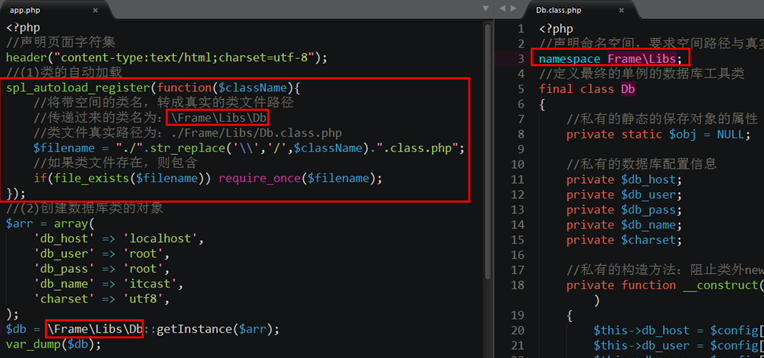 app.php
<?php
//声明页面字符集
header("content-type:text/html;charset=utf-8");
//(1)类的自动加载
spl_autoload_register(function($className){
//将带空间的类名，转成真实的类文件路径
//传递过来的类名为：\Frame\Libs\Db
//类文件真实路径为：./Frame/Libs/Db.class.php
$filename = "./".str_replace('\\','/',$className).".class.php";
//如果类文件存在，则包含
if(file_exists($filename)) require_once($filename);
});
//(2)创建数据库类的对象
$arr = array(
'db_host' => 'localhost',
'db_user' => 'root',
'db_pass' => 'root',
'db_name' => 'itcast',
'charset' => 'utf8',
);
$db = \Frame\Libs\Db::getInstance($arr);
var_dump($db);
Db.class.php
1 <?php
2 //声明命名空间，要求空间路径与真实
3 namespace Frame\Libs;
4 //定义最终的单例的数据库工具类
5 final class Db
6 {
7 //私有的静态的保存对象的属性
8 private static $obj = NULL;
9
10 //私有的数据库配置信息
11 private $db_host;
12 private $db_user;
13 private $db_pass;
14 private $db_name;
15 private $charset;
16
17 //私有的构造方法：阻止类外new
18 private function __construct(
)
19 {
20 $this->db_host = $config[
21 $this->db_user = $config[